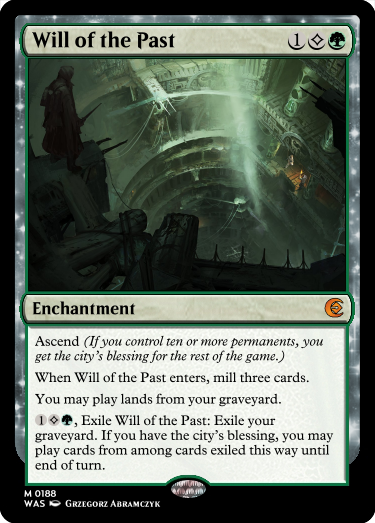 Will of the Past 1
Enchantment
Ascend (If you control ten or more permanents, you
get the city's blessing for the rest of the game.)
When Will of the Past enters, mill three cards.
You may play lands from your graveyard.
1, Exile Will of the Past: Exile your
graveyard. If you have the city's blessing, you may
play cards from among cards exiled this way until
end of turn.
M 0188
WAS Grzegorz Abramczyk